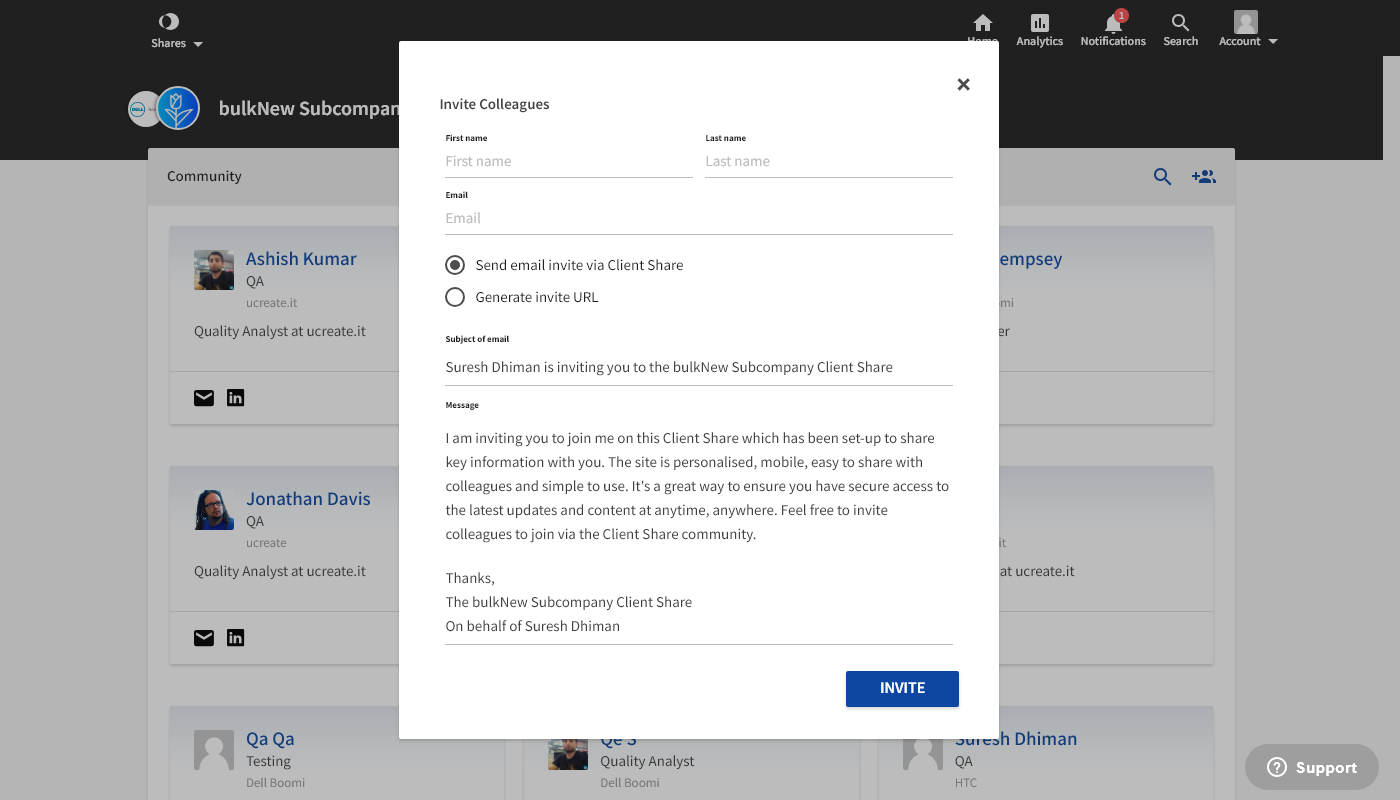 Shares
Home
Analytics
1
Notifications
Search
Account
DELL
bulkNew Subcompan
Invite Colleagues
First name
Last name
First name
Last name
Email
Email
Send email invite via Client Share
Generate invite URL
Subject of email
Suresh Dhiman is inviting you to the bulkNew Subcompany Client Share
Message
I am inviting you to join me on this Client Share which has been set-up to share
key information with you. The site is personalised, mobile, easy to share with
colleagues and simple to use. It's a great way to ensure you have secure access to
the latest updates and content at anytime, anywhere. Feel free to invite
colleagues to join via the Client Share community.
Thanks,
The bulkNew Subcompany Client Share
On behalf of Suresh Dhiman
INVITE
Community
Ashish Kumar
QA
ucreate.it
Quality Analyst at ucreate.it
empsey
omi
er
Jonathan Davis
QA
ucreate
Quality Analyst at ucreate.it
it
at ucreate.it
Qa Qa
Testing
Dell Boomi
Qe S
Quality Analyst
Dell Boomi
Suresh Dhiman
QA
HTC
Support